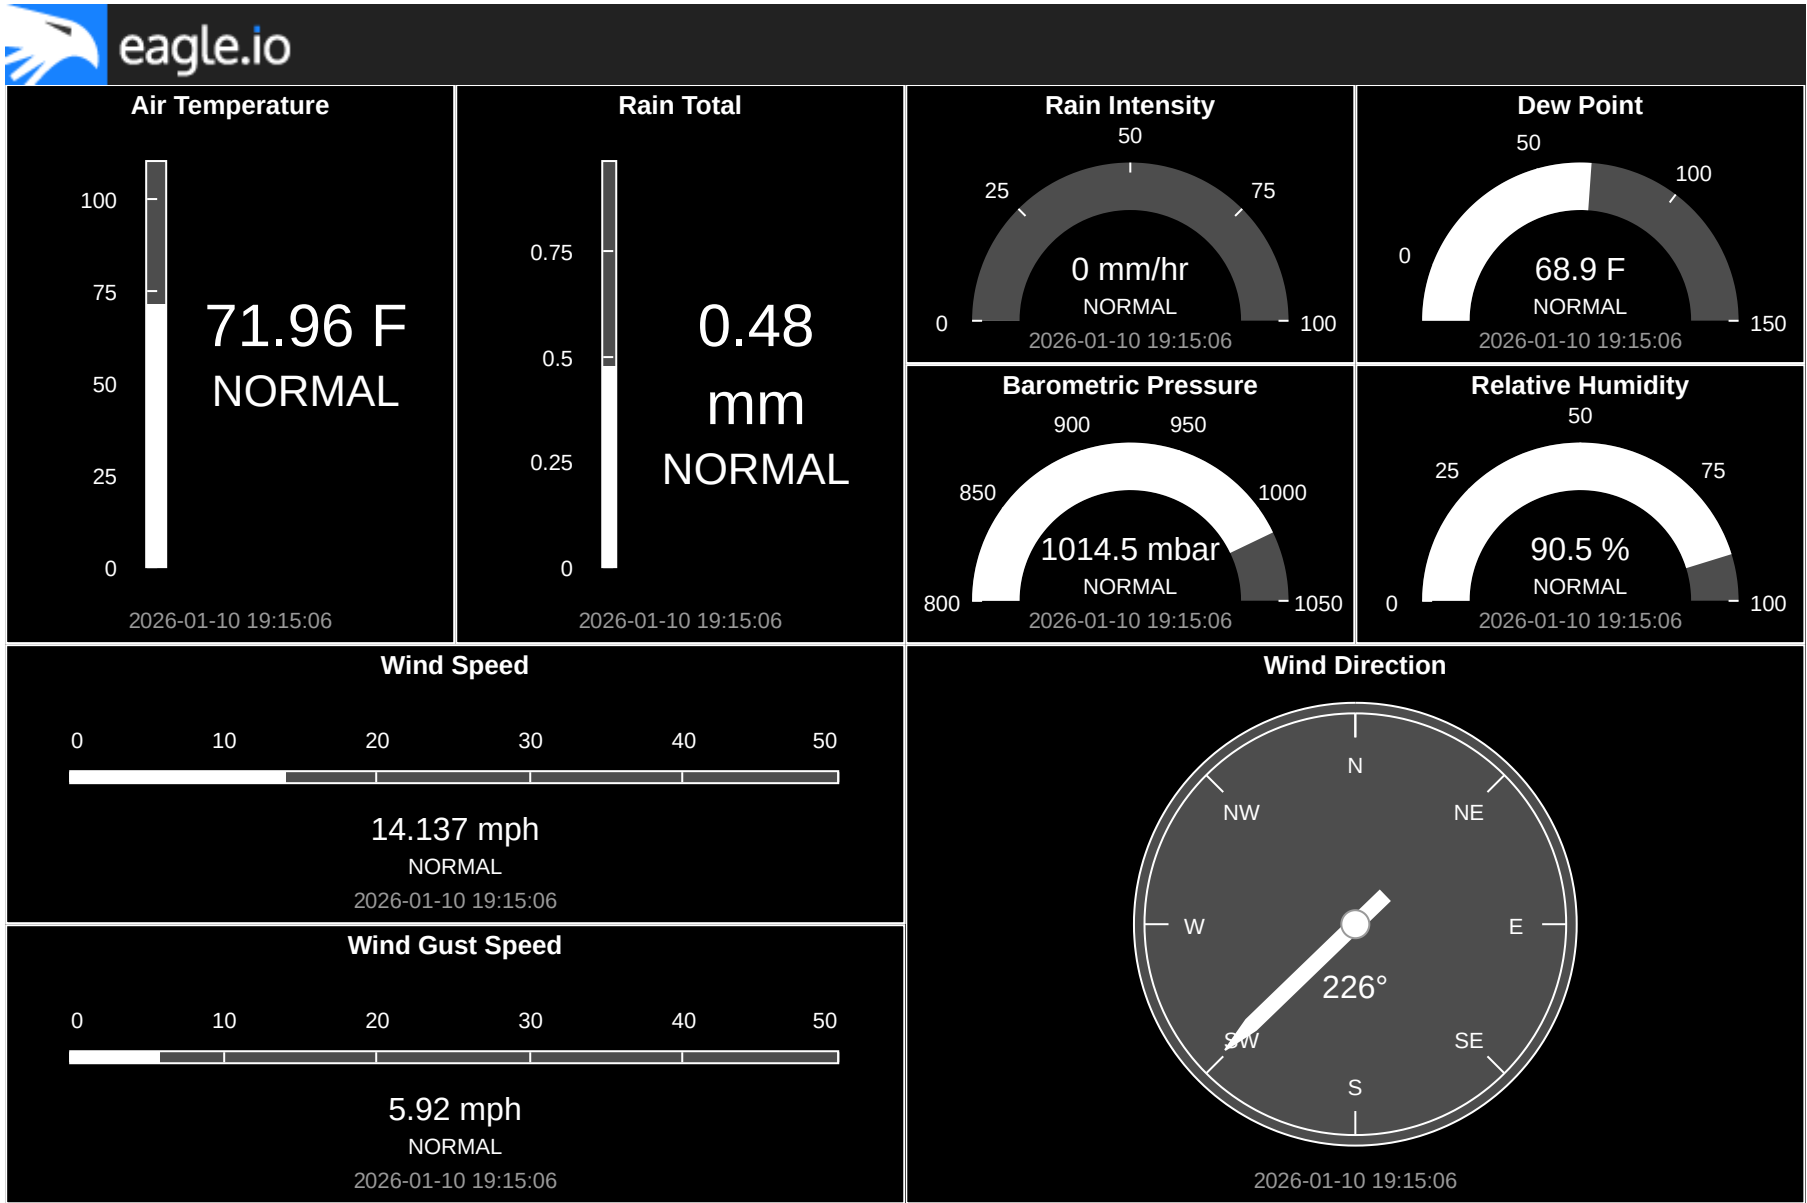 eagle.io
Air Temperature
100
75
50
25
0
71.96 F
NORMAL
2026-01-10 19:15:06
Rain Total
0.75
0.5
0.25
0
0.48
mm
NORMAL
2026-01-10 19:15:06
Rain Intensity
0
25
50
75
100
0 mm/hr
NORMAL
2026-01-10 19:15:06
Dew Point
0
50
100
150
68.9 F
NORMAL
2026-01-10 19:15:06
Barometric Pressure
800
850
900
950
1000
1050
1014.5 mbar
NORMAL
2026-01-10 19:15:06
Relative Humidity
0
25
50
75
100
90.5 %
NORMAL
2026-01-10 19:15:06
Wind Speed
0 10 20 30 40 50
14.137 mph
NORMAL
2026-01-10 19:15:06
Wind Gust Speed
0 10 20 30 40 50
5.92 mph
NORMAL
2026-01-10 19:15:06
Wind Direction
N
NW NE
W E
226°
SW SE
S
2026-01-10 19:15:06